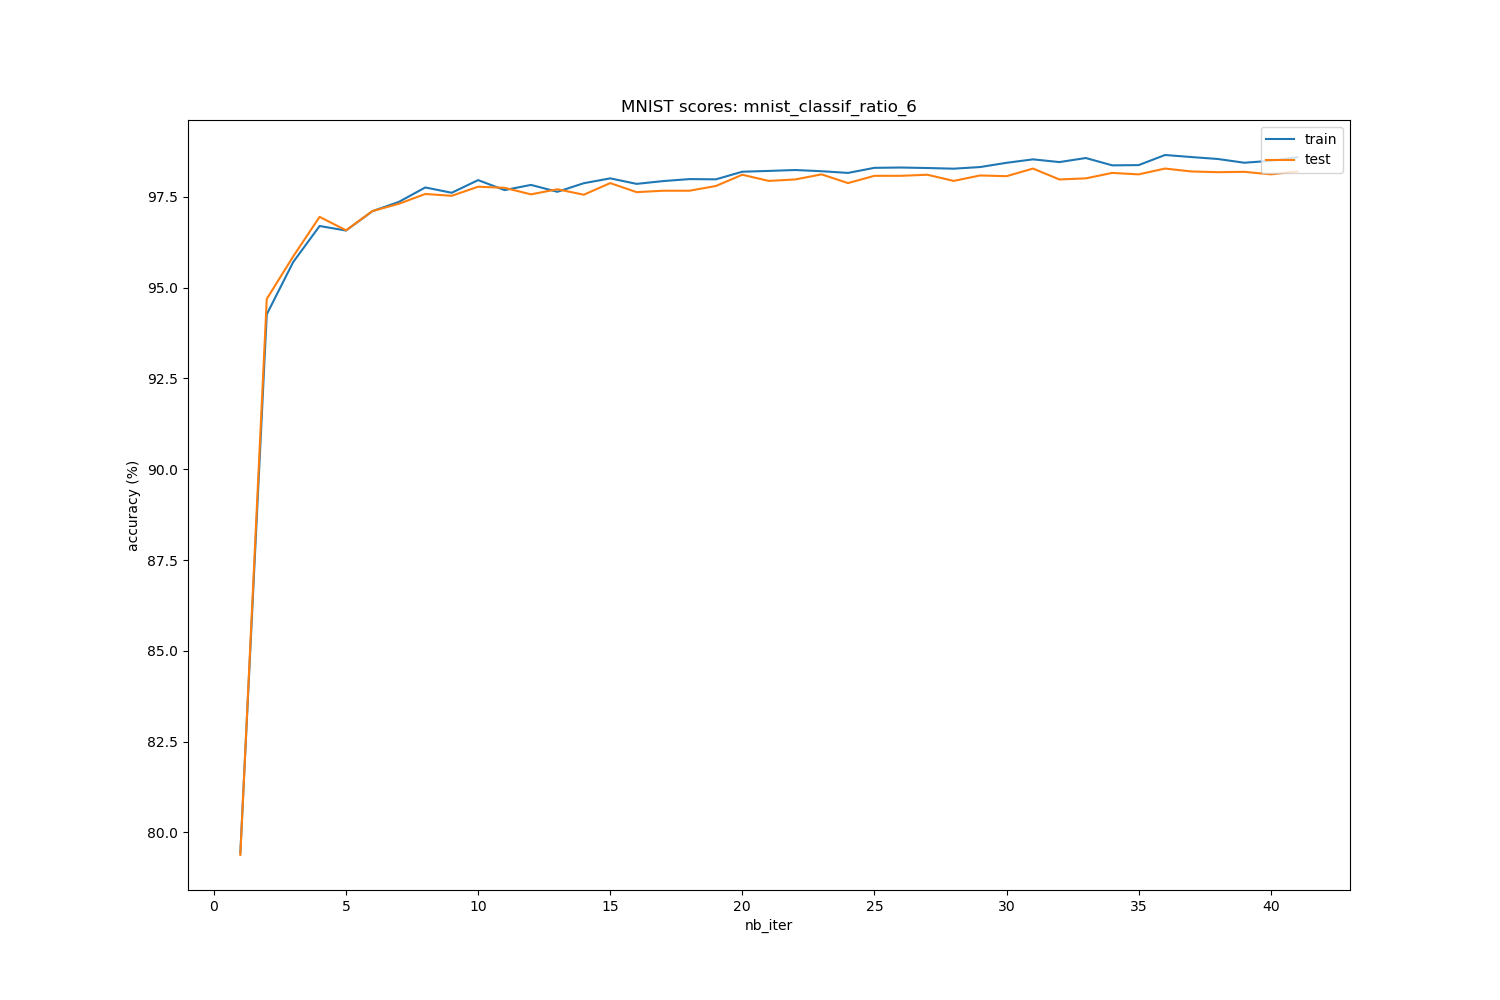 MNIST scores: mnist_classif_ratio_6
train
test
97.5
95.0
92.5
90.0
87.5
85.0
82.5
80.0
accuracy (%)
0 5 10 15 20 25 30 35 40
nb_iter